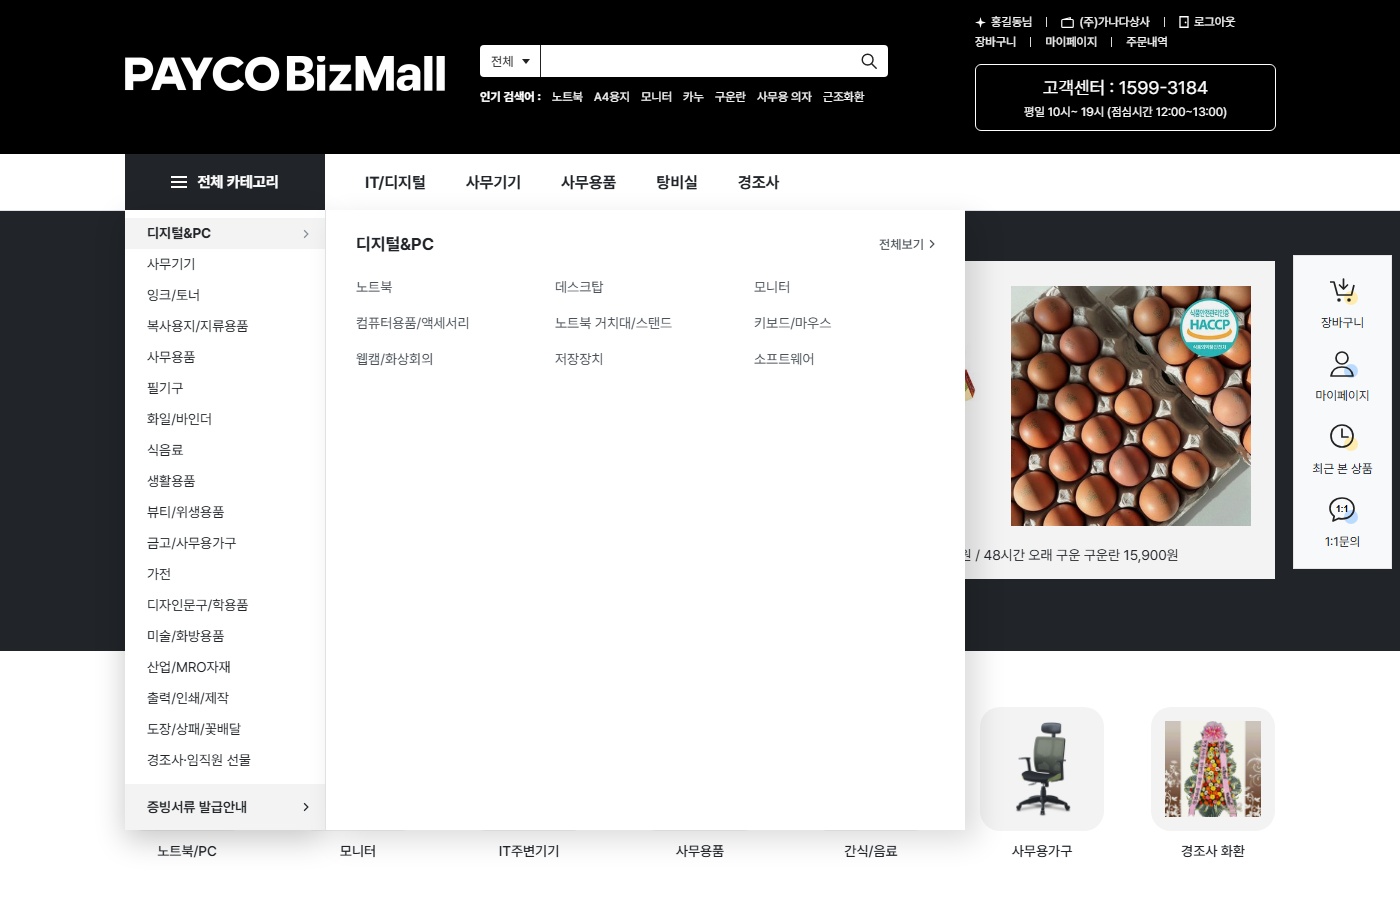 홍길동님 | (주)가나다상사 | 로그아웃
장바구니 | 마이페이지 | 주문내역
PAYCO BizMall
전체
인기 검색어 : 노트북 A4용지 모니터 카누 구운란 사무용 의자 근조화환
고객센터 : 1599-3184
평일 10시~ 19시 (점심시간 12:00~13:00)
전체 카테고리
IT/디지털 사무기기 사무용품 탕비실 경조사
디지털&PC
사무기기
잉크/토너
복사용지/지류용품
사무용품
필기구
화일/바인더
식음료
생활용품
뷰티/위생용품
금고/사무용가구
가전
디자인문구/학용품
미술/화방용품
산업/MRO자재
출력/인쇄/제작
도장/상패/꽃배달
경조사·임직원 선물
증빙서류 발급안내
디지털&PC
전체보기
노트북 데스크탑 모니터
컴퓨터용품/액세서리 노트북 거치대/스탠드 키보드/마우스
웹캠/화상회의 저장장치 소프트웨어
식품안전관리인증
HACCP
식품의약품안전처
원 / 48시간 오래 구운 구운란 15,900원
장바구니
마이페이지
최근 본 상품
1:1
1:1문의
노트북/PC
모니터
IT주변기기
사무용품
간식/음료
사무용가구
경조사 화환